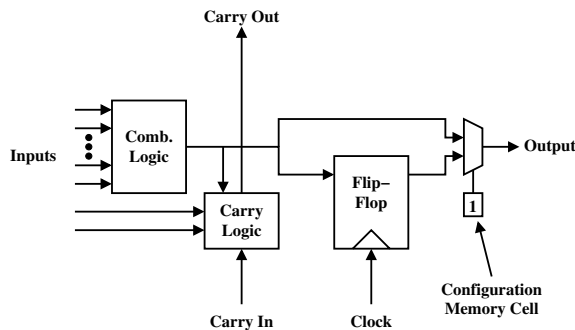 Carry Out
Comb.
Logic
Inputs
Output
Flip–
Flop
Carry
Logic
1
Configuration
Memory Cell
Carry In
Clock